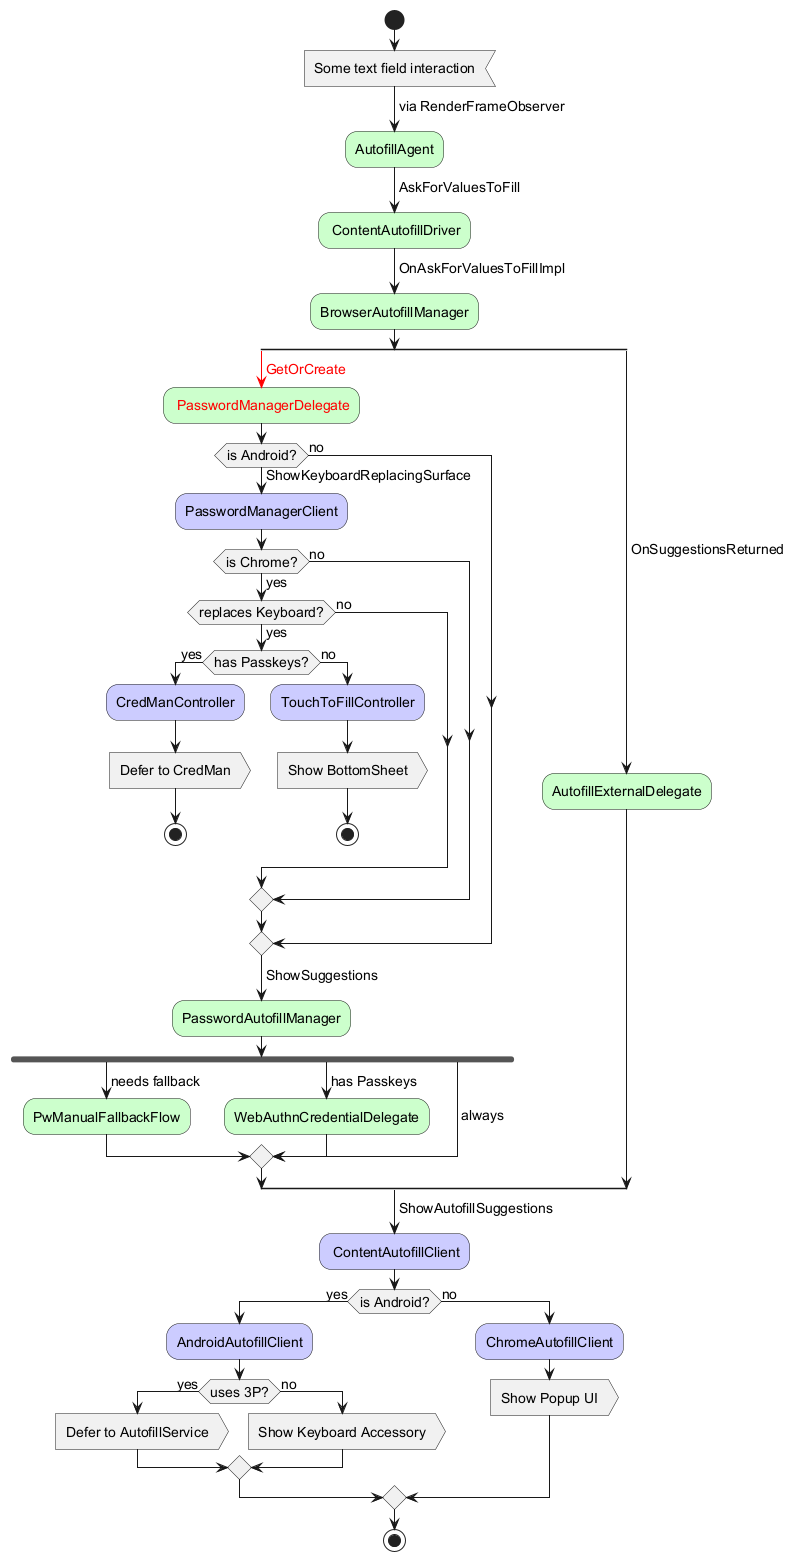 Some text field interaction
via RenderFrameObserver
AutofillAgent
AskForValuesToFill
ContentAutofillDriver
OnAskForValuesToFillImpl
BrowserAutofillManager
GetOrCreate
PasswordManagerDelegate
is Android?
no
ShowKeyboardReplacingSurface
PasswordManagerClient
OnSuggestionsReturned
is Chrome?
no
yes
replaces Keyboard?
no
yes
yes
has Passkeys?
no
CredManController
TouchToFillController
Defer to CredMan
Show BottomSheet
AutofillExternalDelegate
ShowSuggestions
PasswordAutofillManager
needs fallback
has Passkeys
PwManualFallbackFlow
WebAuthnCredentialDelegate
always
ShowAutofillSuggestions
ContentAutofillClient
yes
is Android?
no
AndroidAutofillClient
ChromeAutofillClient
yes
uses 3P?
no
Show Popup UI
Defer to AutofillService
Show Keyboard Accessory